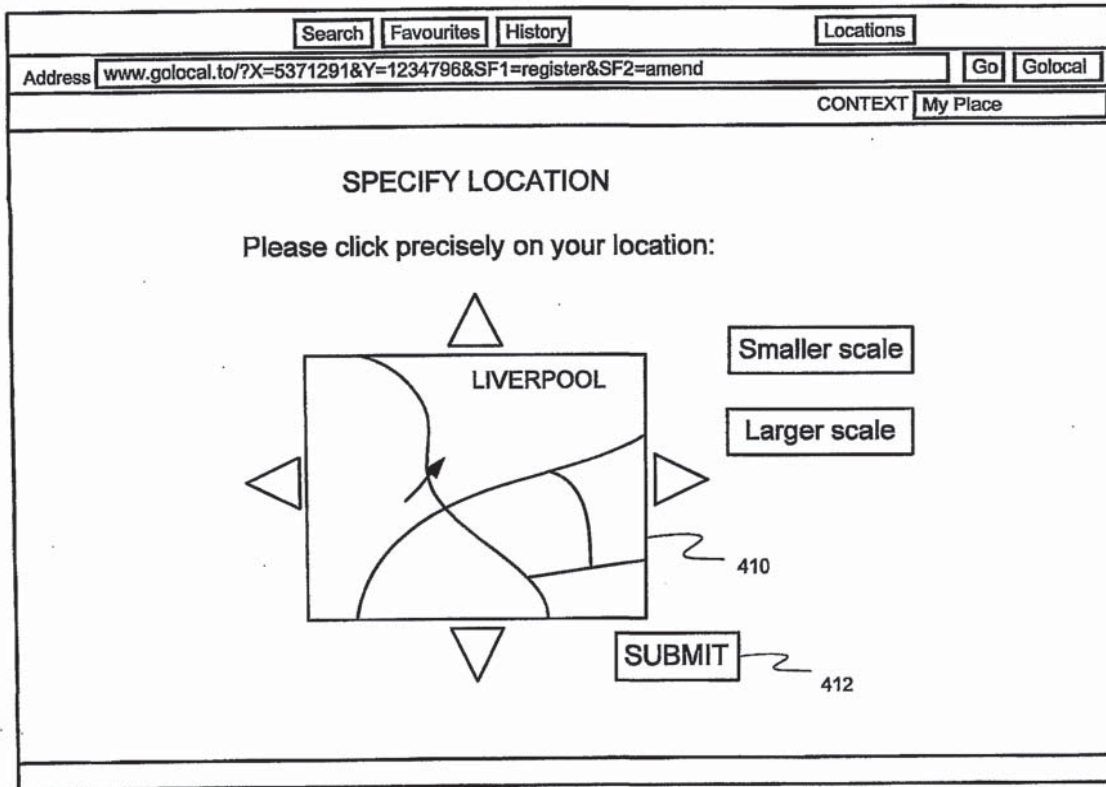 Search Favourites History Locations
Address www.golocal.to/?X=5371291&Y=1234796&SF1=register&SF2=amend Go Golocal
CONTEXT My Place
SPECIFY LOCATION
Please click precisely on your location:
Smaller scale
LIVERPOOL
Larger scale
410
SUBMIT
412